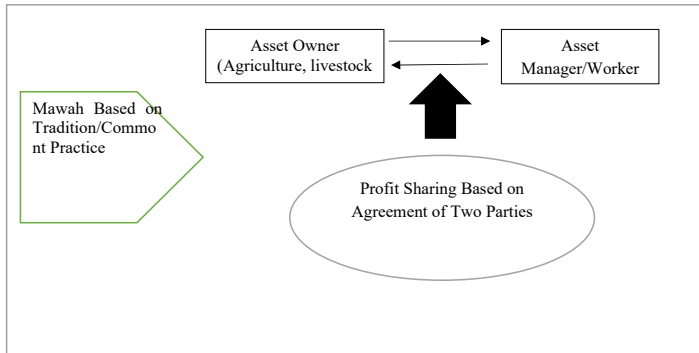 Asset Owner
(Agriculture, livestock
Asset
Manager/Worker
Mawah Based on
Tradition/Commo
nt Practice
Profit Sharing Based on
Agreement of Two Parties